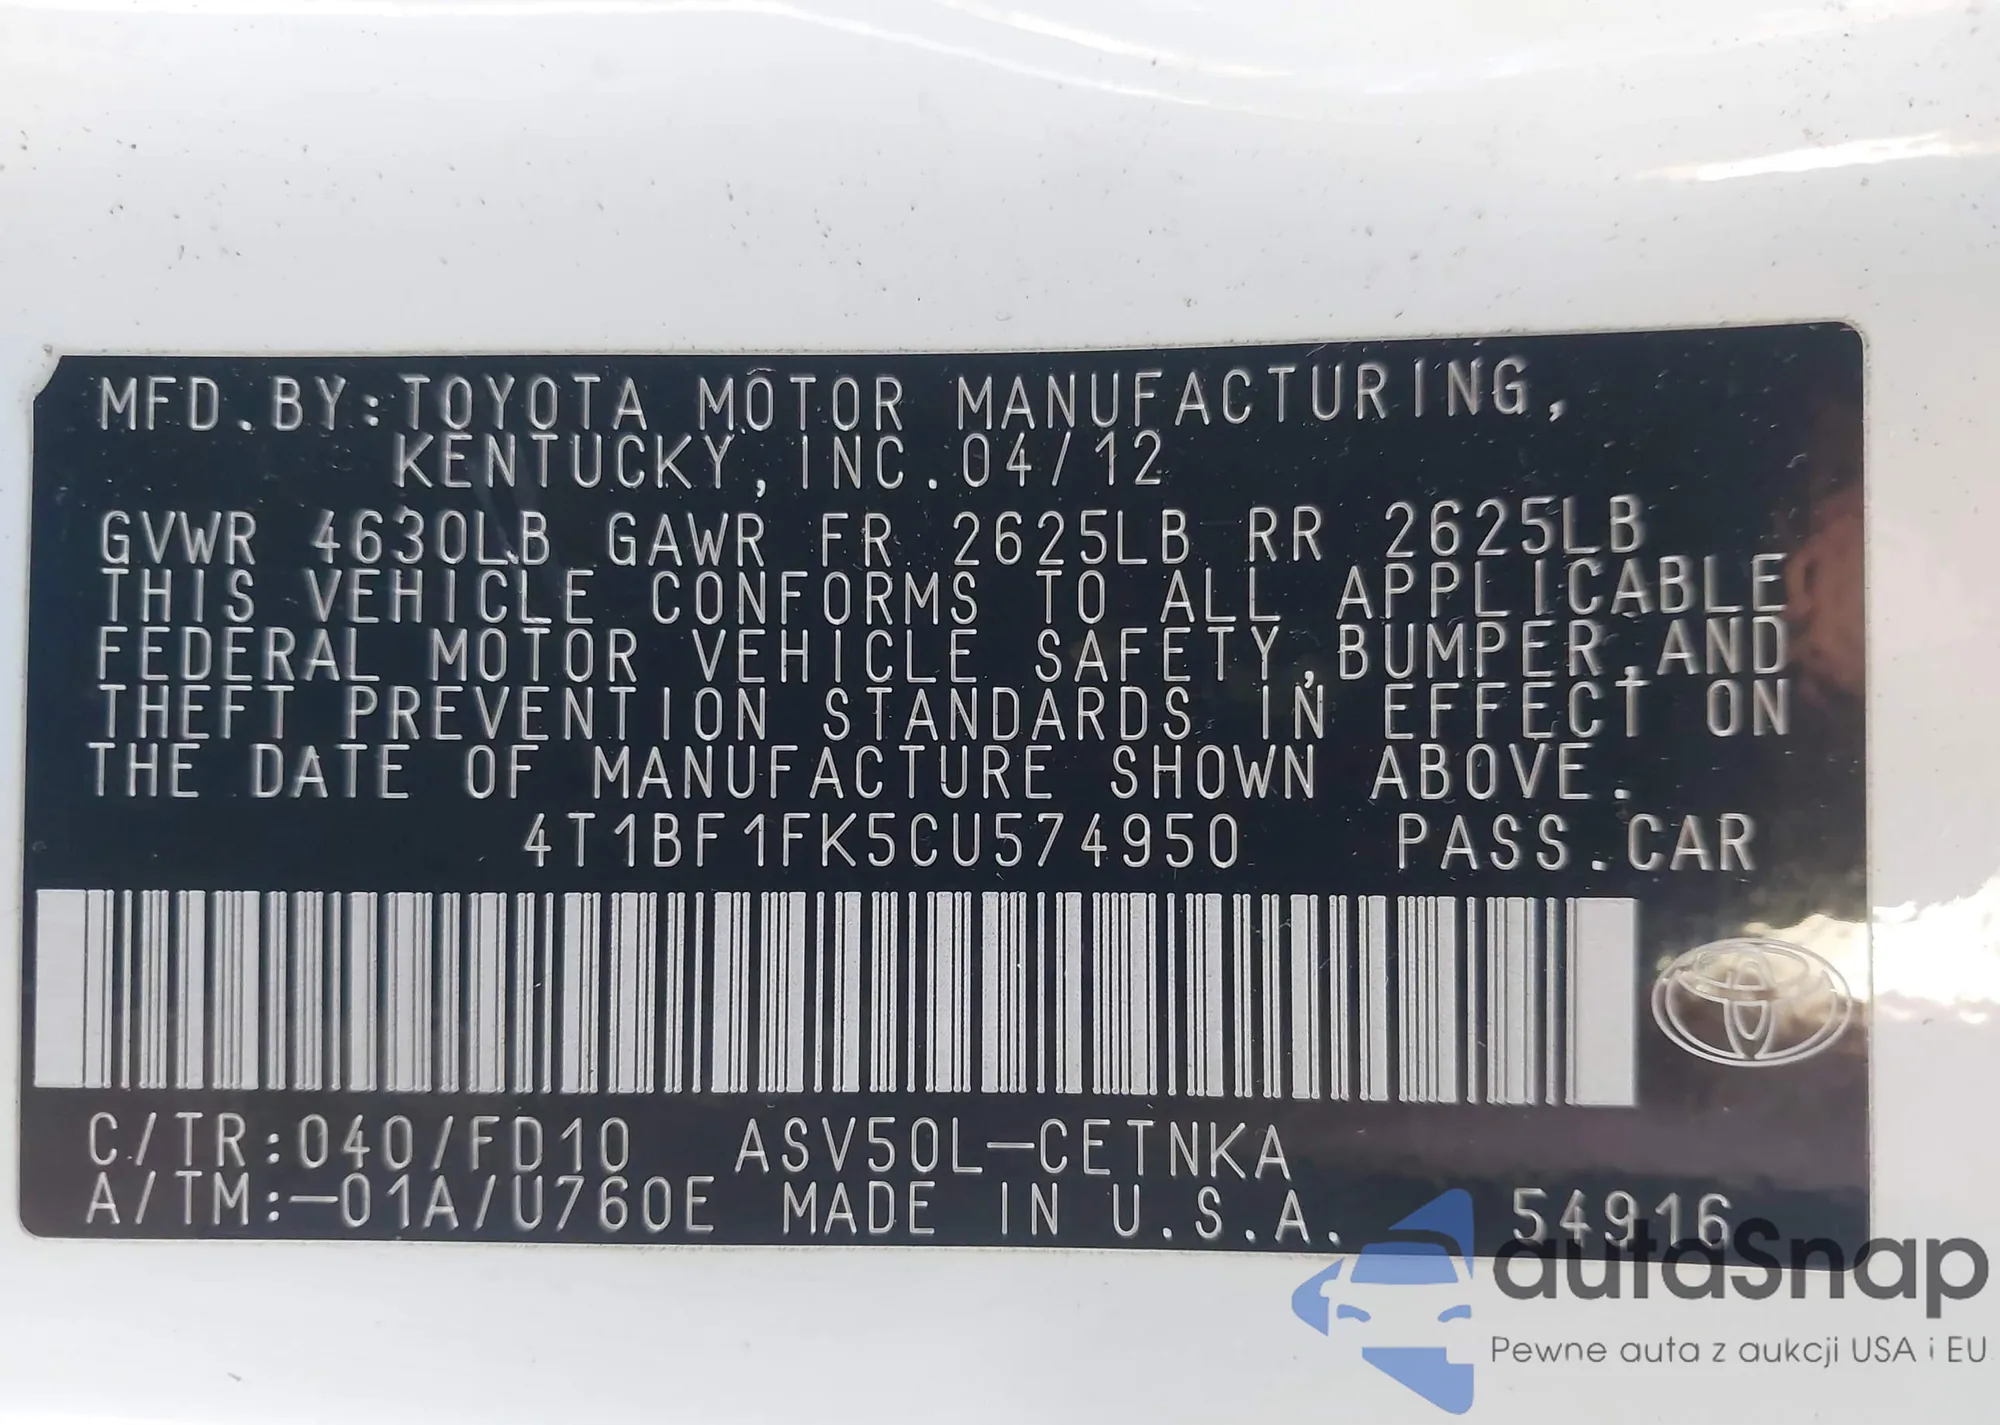 MFD.BY:TOYOTA MOTOR MANUFACTURING,
KENTUCKY,INC.04/12
GVWR 4630LB GAWR FR 2625LB RR 2625LB
THIS VEHICLE CONFORMS TO ALL APPLICABLE
FEDERAL MOTOR VEHICLE SAFETY,BUMPER,AND
THEFT PREVENTION STANDARDS IN EFFECT ON
THE DATE OF MANUFACTURE SHOWN ABOVE.
4T1BF1FK5CU574950 PASS.CAR
C/TR:040/FD10 ASV50L-CETNKA
A/TM:-01A/U760E MADE IN U.S.A. 54916
autoSnap
Pewne auta z aukcji USA i EU